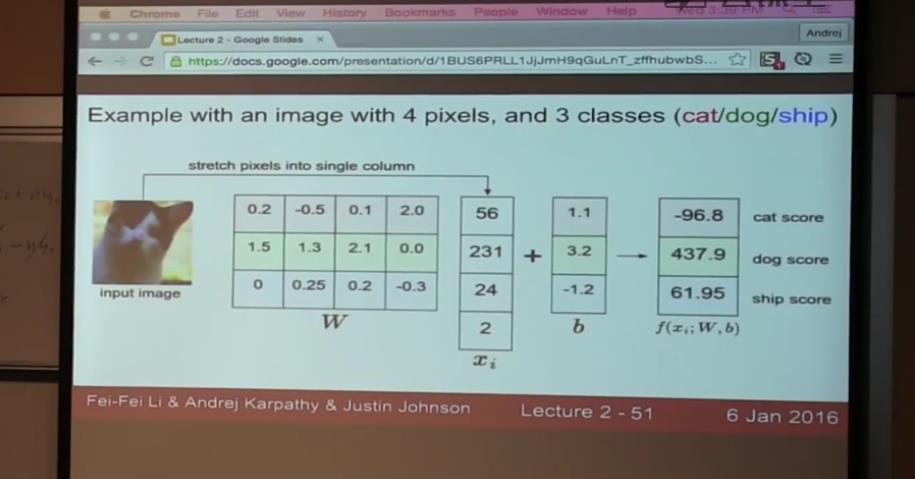 Chrome File Edit View History Bookmarks People Window Help Wed 3:39 PM
Lecture 2 - Google Slides × Andrej
https://docs.google.com/presentation/d/1BUS6PRLL1JjJmH9qGuLnT_zffhubwbS...
Example with an image with 4 pixels, and 3 classes (cat/dog/ship)
stretch pixels into single column
0.2 -0.5 0.1 2.0 56 1.1 -96.8 cat score
1.5 1.3 2.1 0.0 231 + 3.2 → 437.9 dog score
0 0.25 0.2 -0.3 24 -1.2 61.95 ship score
input image
2
W b f(xi; W, b)
xi
Fei-Fei Li & Andrej Karpathy & Justin Johnson Lecture 2 - 51 6 Jan 2016